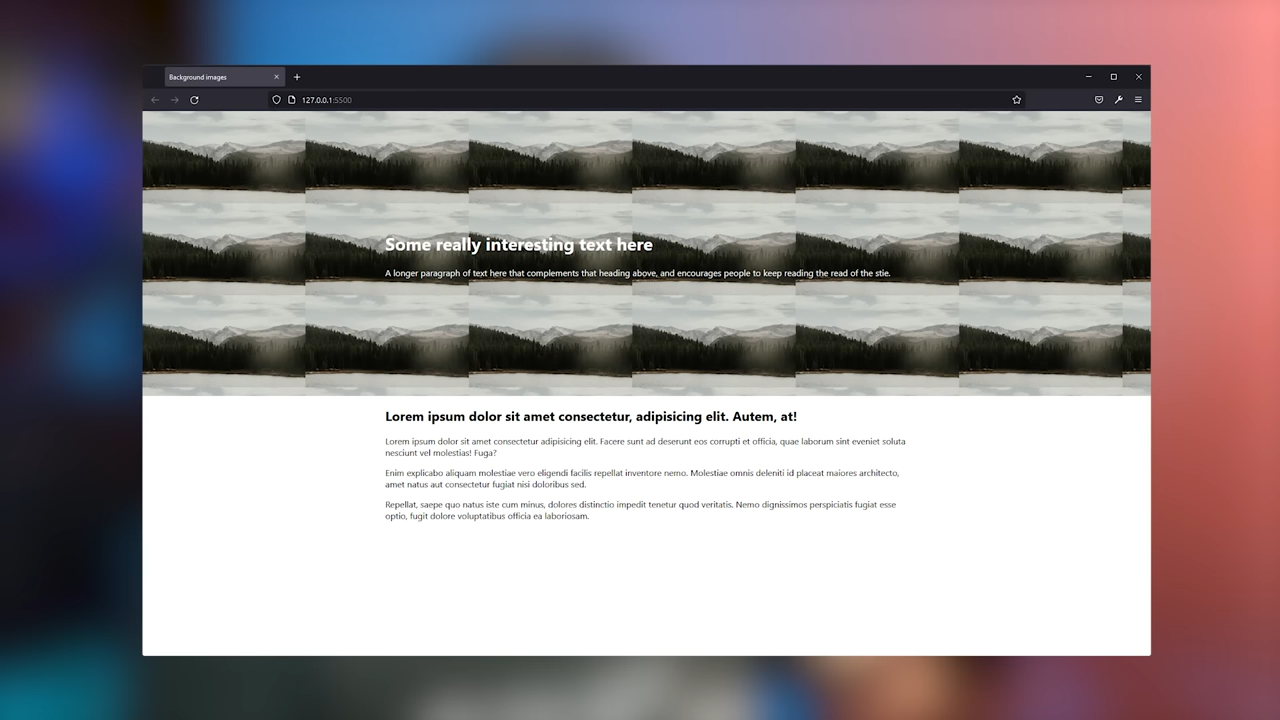 Background images
127.0.0.1:5500
Some really interesting text here
A longer paragraph of text here that complements that heading above, and encourages people to keep reading the read of the stie.
Lorem ipsum dolor sit amet consectetur, adipisicing elit. Autem, at!
Lorem ipsum dolor sit amet consectetur adipisicing elit. Facere sunt ad deserunt eos corrupti et officia, quae laborum sint eveniet soluta
nesciunt vel molestias! Fuga?
Enim explicabo aliquam molestiae vero eligendi facilis repellat inventore nemo. Molestiae omnis deleniti id placeat maiores architecto,
amet natus aut consectetur fugiat nisi doloribus sed.
Repellat, saepe quo natus iste cum minus, dolores distinctio impedit tenetur quod veritatis. Nemo dignissimos perspiciatis fugiat esse
optio, fugit dolore voluptatibus officia ea laboriosam.